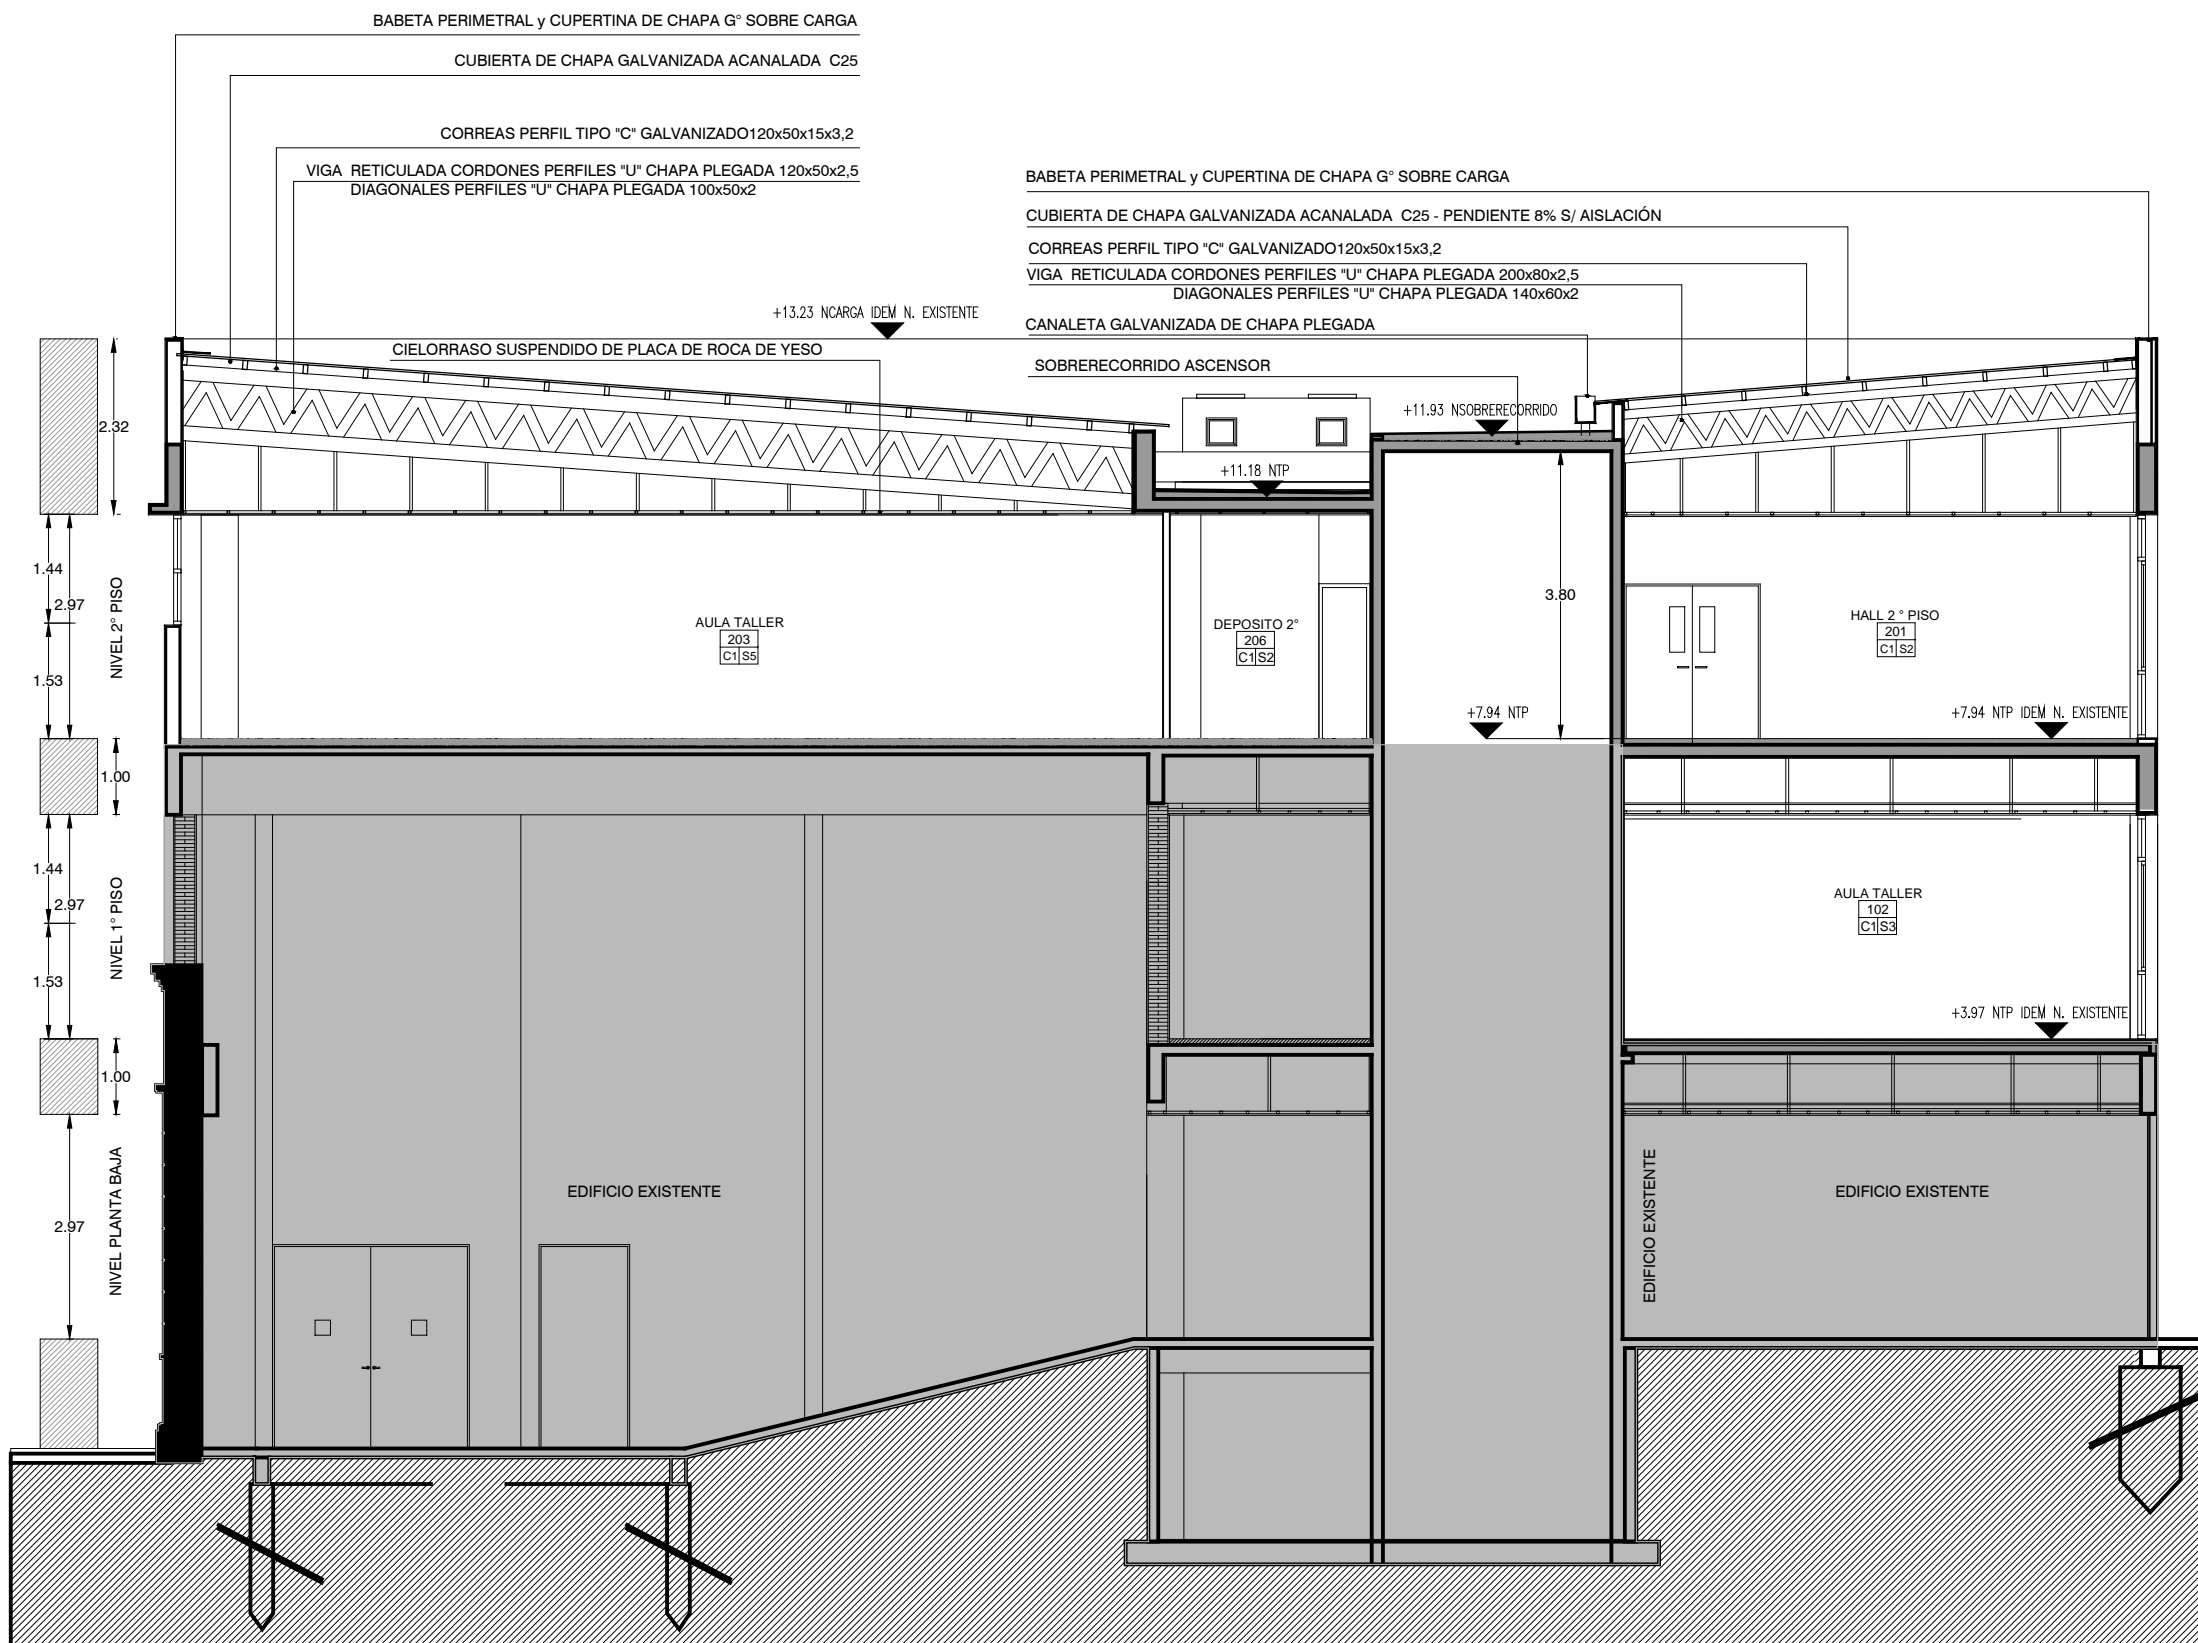 BABETA PERIMETRAL y CUPERTINA DE CHAPA G° SOBRE CARGA
CUBIERTA DE CHAPA GALVANIZADA ACANALADA C25
CORREAS PERFIL TIPO "C" GALVANIZADO120x50x15x3,2
VIGA RETICULADA CORDONES PERFILES "U" CHAPA PLEGADA 120x50x2,5
DIAGONALES PERFILES "U" CHAPA PLEGADA 100x50x2
BABETA PERIMETRAL y CUPERTINA DE CHAPA G° SOBRE CARGA
CUBIERTA DE CHAPA GALVANIZADA ACANALADA C25 - PENDIENTE 8% S/ AISLACIÓN
CORREAS PERFIL TIPO "C" GALVANIZADO120x50x15x3,2
VIGA RETICULADA CORDONES PERFILES "U" CHAPA PLEGADA 200x80x2,5
DIAGONALES PERFILES "U" CHAPA PLEGADA 140x60x2
+13.23 NCARGA IDEM N. EXISTENTE
CANALETA GALVANIZADA DE CHAPA PLEGADA
CIELORRASO SUSPENDIDO DE PLACA DE ROCA DE YESO
SOBRERECORRIDO ASCENSOR
+11.93 NSOBRERECORRIDO
2.32
+11.18 NTP
1.44
2.97
1.53
NIVEL 2° PISO
AULA TALLER
203
C1 S5
DEPOSITO 2°
206
C1 S2
3.80
HALL 2 ° PISO
201
C1 S2
+7.94 NTP
+7.94 NTP IDEM N. EXISTENTE
1.00
1.44
2.97
1.53
NIVEL 1° PISO
AULA TALLER
102
C1 S3
+3.97 NTP IDEM N. EXISTENTE
1.00
2.97
NIVEL PLANTA BAJA
EDIFICIO EXISTENTE
EDIFICIO EXISTENTE
EDIFICIO EXISTENTE